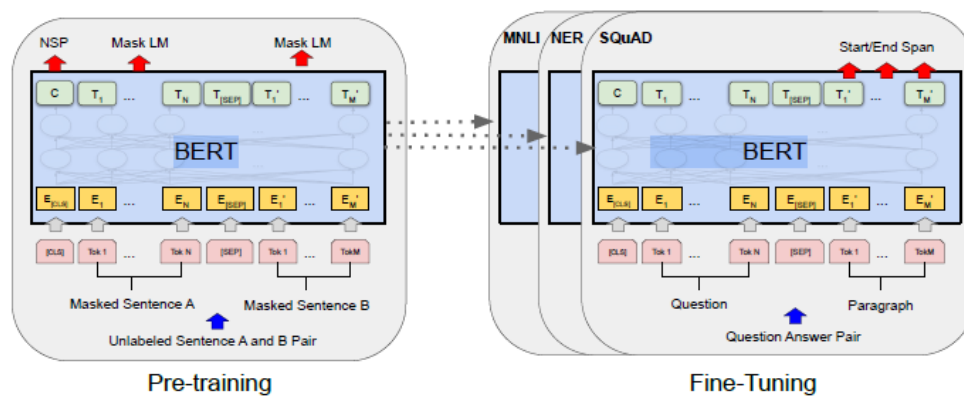 NSP Mask LM Mask LM
C T1 ... TN T[SEP] T1' ... TM'
BERT
E[CLS] E1 ... EN E[SEP] E1' ... EM'
[CLS] Tok 1 ... Tok N [SEP] Tok 1 ... TokM
Masked Sentence A Masked Sentence B
Unlabeled Sentence A and B Pair
Pre-training
MNLI NER SQuAD
Start/End Span
C T1 ... TN T[SEP] T1' ... TM'
BERT
E[CLS] E1 ... EN E[SEP] E1' ... EM'
[CLS] Tok 1 ... Tok N [SEP] Tok 1 ... TokM
Question Paragraph
Question Answer Pair
Fine-Tuning